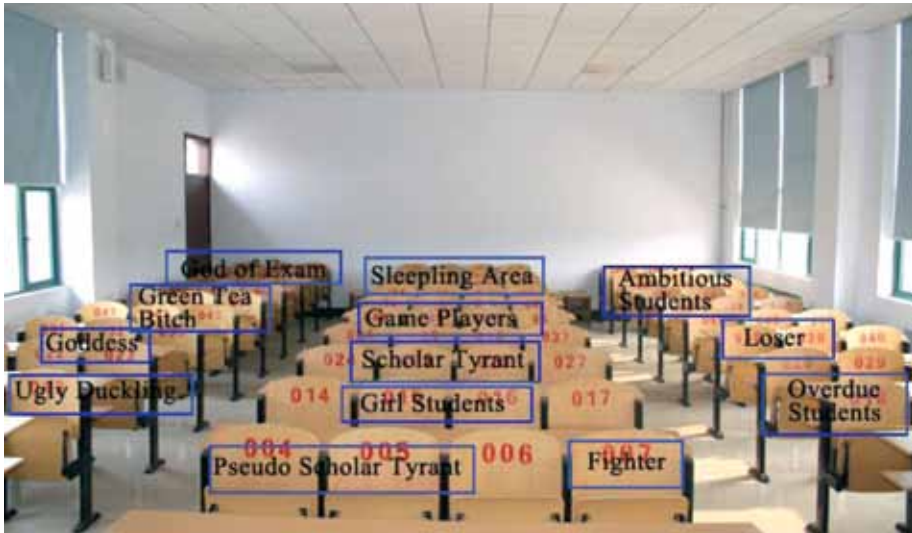 God of Exam
Sleepling Area
Ambitious
Students
Green Tea
Bitch
Game Players
Goddess
Loser
Scholar Tyrant
027
Ugly Duckling
014
017
Girl Students
Overdue
Students
004
005
006
007
Pseudo Scholar Tyrant
Fighter